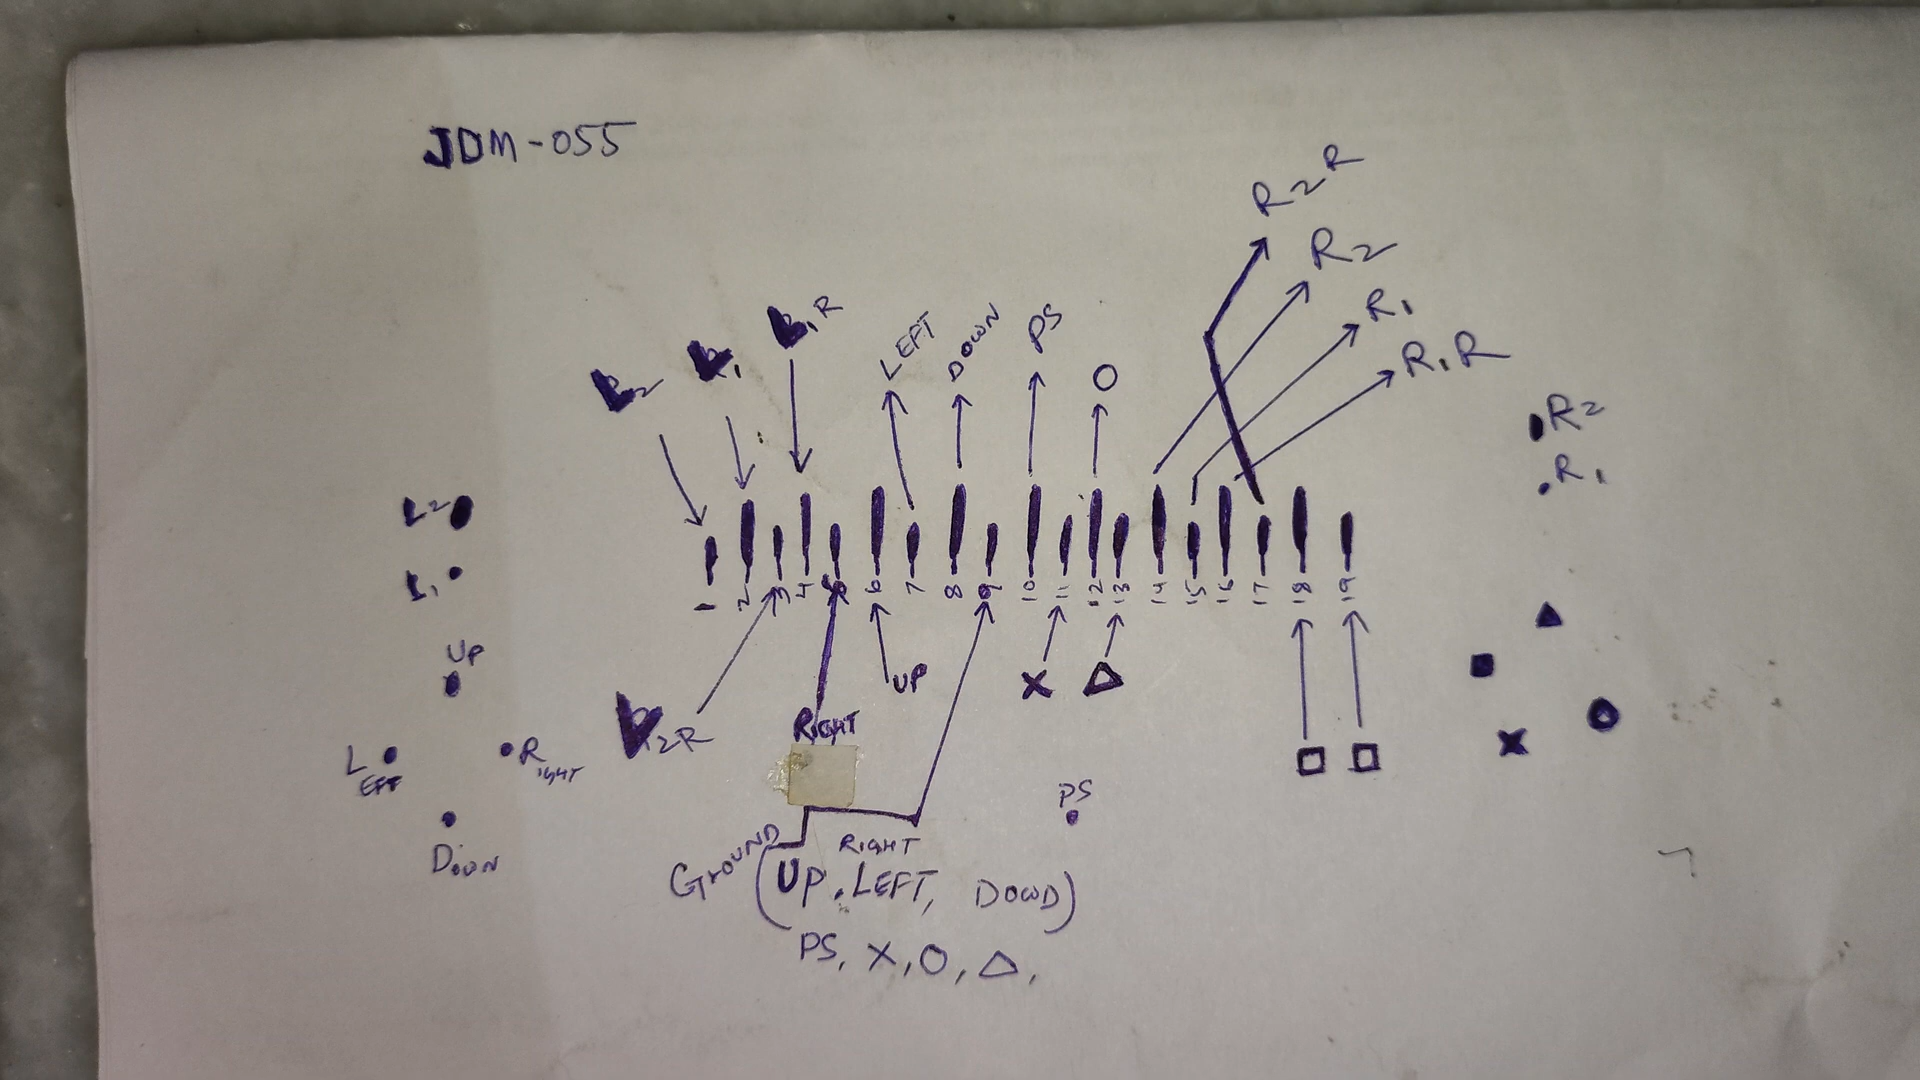 JDM-055
R2R
R2
R1
R1R
L2
L1
L1R
LEFT
DOWN
PS
O
R2
R1
L2
L1
1 2 3 4 5 6 7 8 9 10 11 12 13 14 15 16 17 18 19
UP
LEFT
RIGHT
DOWN
L2R
RIGHT
UP
X △
□ □
PS
GROUND
RIGHT
(UP, LEFT, DOWD)
PS, X, O, △,